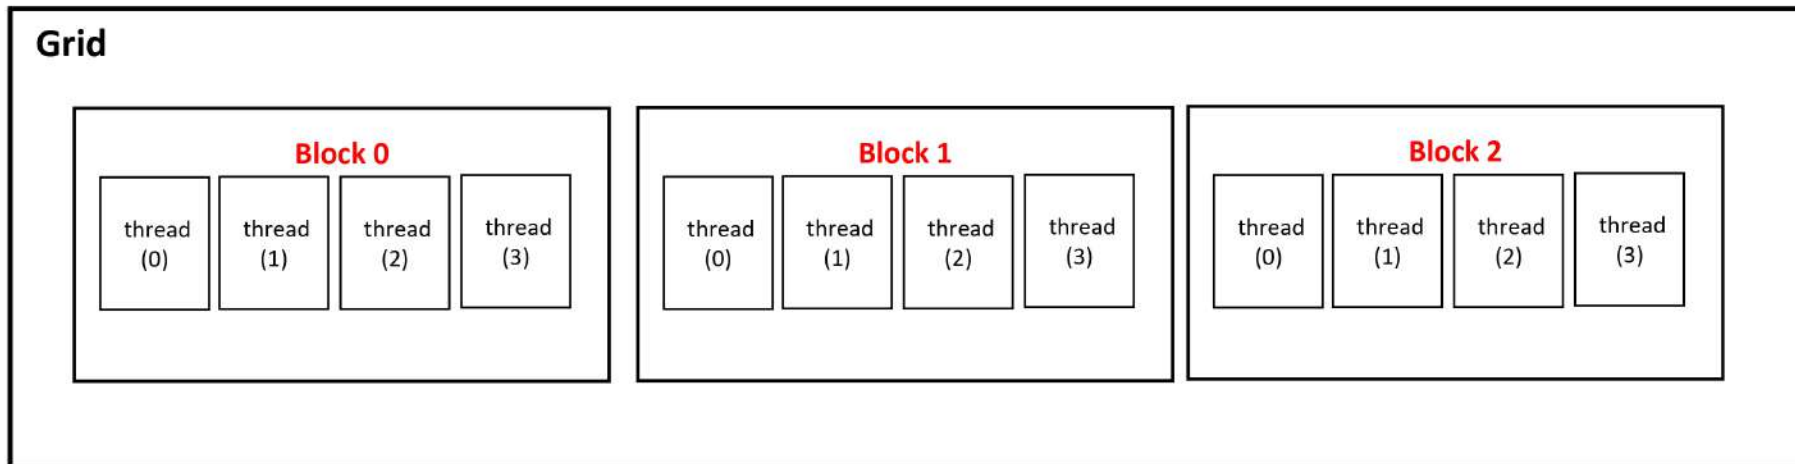 Grid
Block 0
thread
(0)
thread
(1)
thread
(2)
thread
(3)
Block 1
thread
(0)
thread
(1)
thread
(2)
thread
(3)
Block 2
thread
(0)
thread
(1)
thread
(2)
thread
(3)